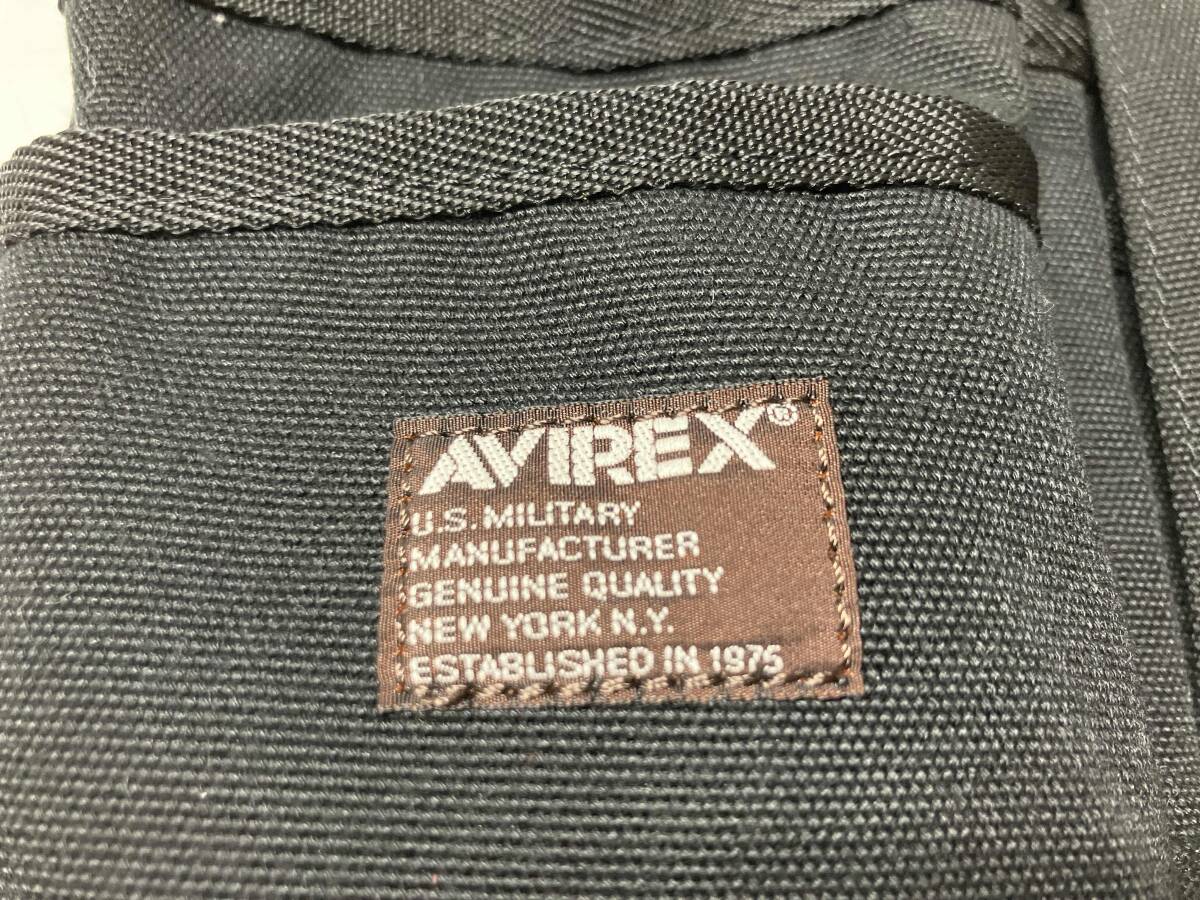 AVIREX®
U.S. MILITARY
MANUFACTURER
GENUINE QUALITY
NEW YORK N.Y.
ESTABLISHED IN 1975